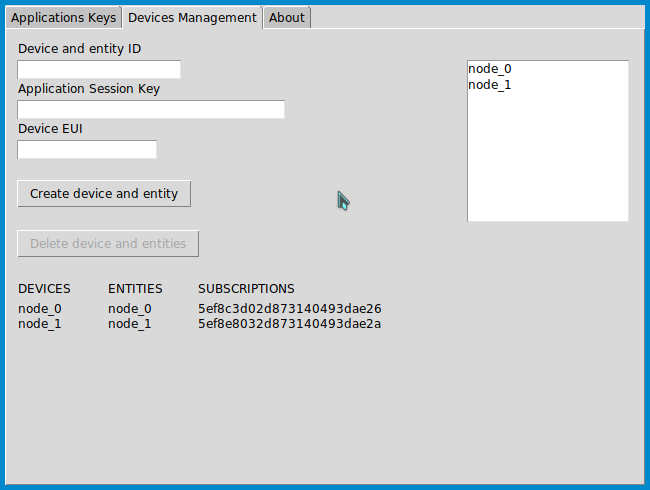 Applications Keys Devices Management About
Device and entity ID
node_0
node_1
Application Session Key
Device EUI
Create device and entity
Delete device and entities
DEVICES ENTITIES SUBSCRIPTIONS
node_0 node_0 5ef8c3d02d873140493dae26
node_1 node_1 5ef8e8032d873140493dae2a